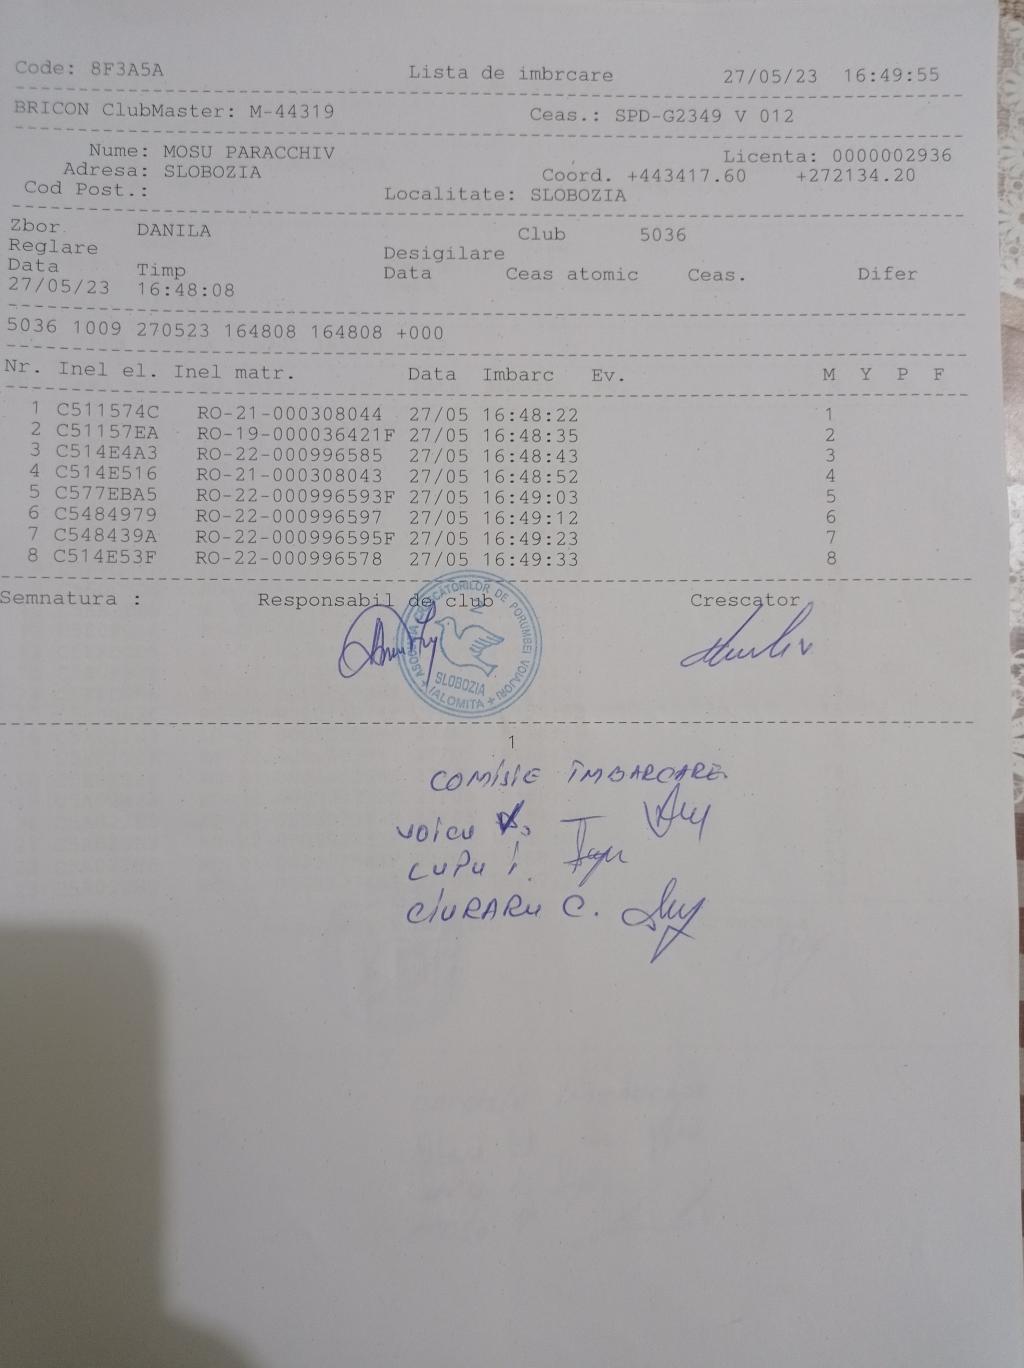 Code: 8F3A5A Lista de imbrcare 27/05/23 16:49:55
BRICON ClubMaster: M-44319 Ceas.: SPD-G2349 V 012
Nume: MOSU PARACCHIV Licenta: 0000002936
Adresa: SLOBOZIA Coord. +443417.60 +272134.20
Cod Post.: Localitate: SLOBOZIA
Zbor DANILA Club 5036
Reglare Desigilare
Data Timp Data Ceas atomic Ceas. Difer
27/05/23 16:48:08
5036 1009 270523 164808 164808 +000
Nr. Inel el. Inel matr. Data Imbarc Ev. M Y P F
1 C511574C RO-21-000308044 27/05 16:48:22 1
2 C51157EA RO-19-000036421F 27/05 16:48:35 2
3 C514E4A3 RO-22-000996585 27/05 16:48:43 3
4 C514E516 RO-21-000308043 27/05 16:48:52 4
5 C577EBA5 RO-22-000996593F 27/05 16:49:03 5
6 C5484979 RO-22-000996597 27/05 16:49:12 6
7 C548439A RO-22-000996595F 27/05 16:49:23 7
8 C514E53F RO-22-000996578 27/05 16:49:33 8
Semnatura : Responsabil de club Crescator
ASOCIATIA CRESCATORILOR DE PORUMBEI VOIAJORI
SLOBOZIA
IALOMITA
1
COMISIE ÎMBARCARE
VOICU
LUPU I.
CIURARU C.